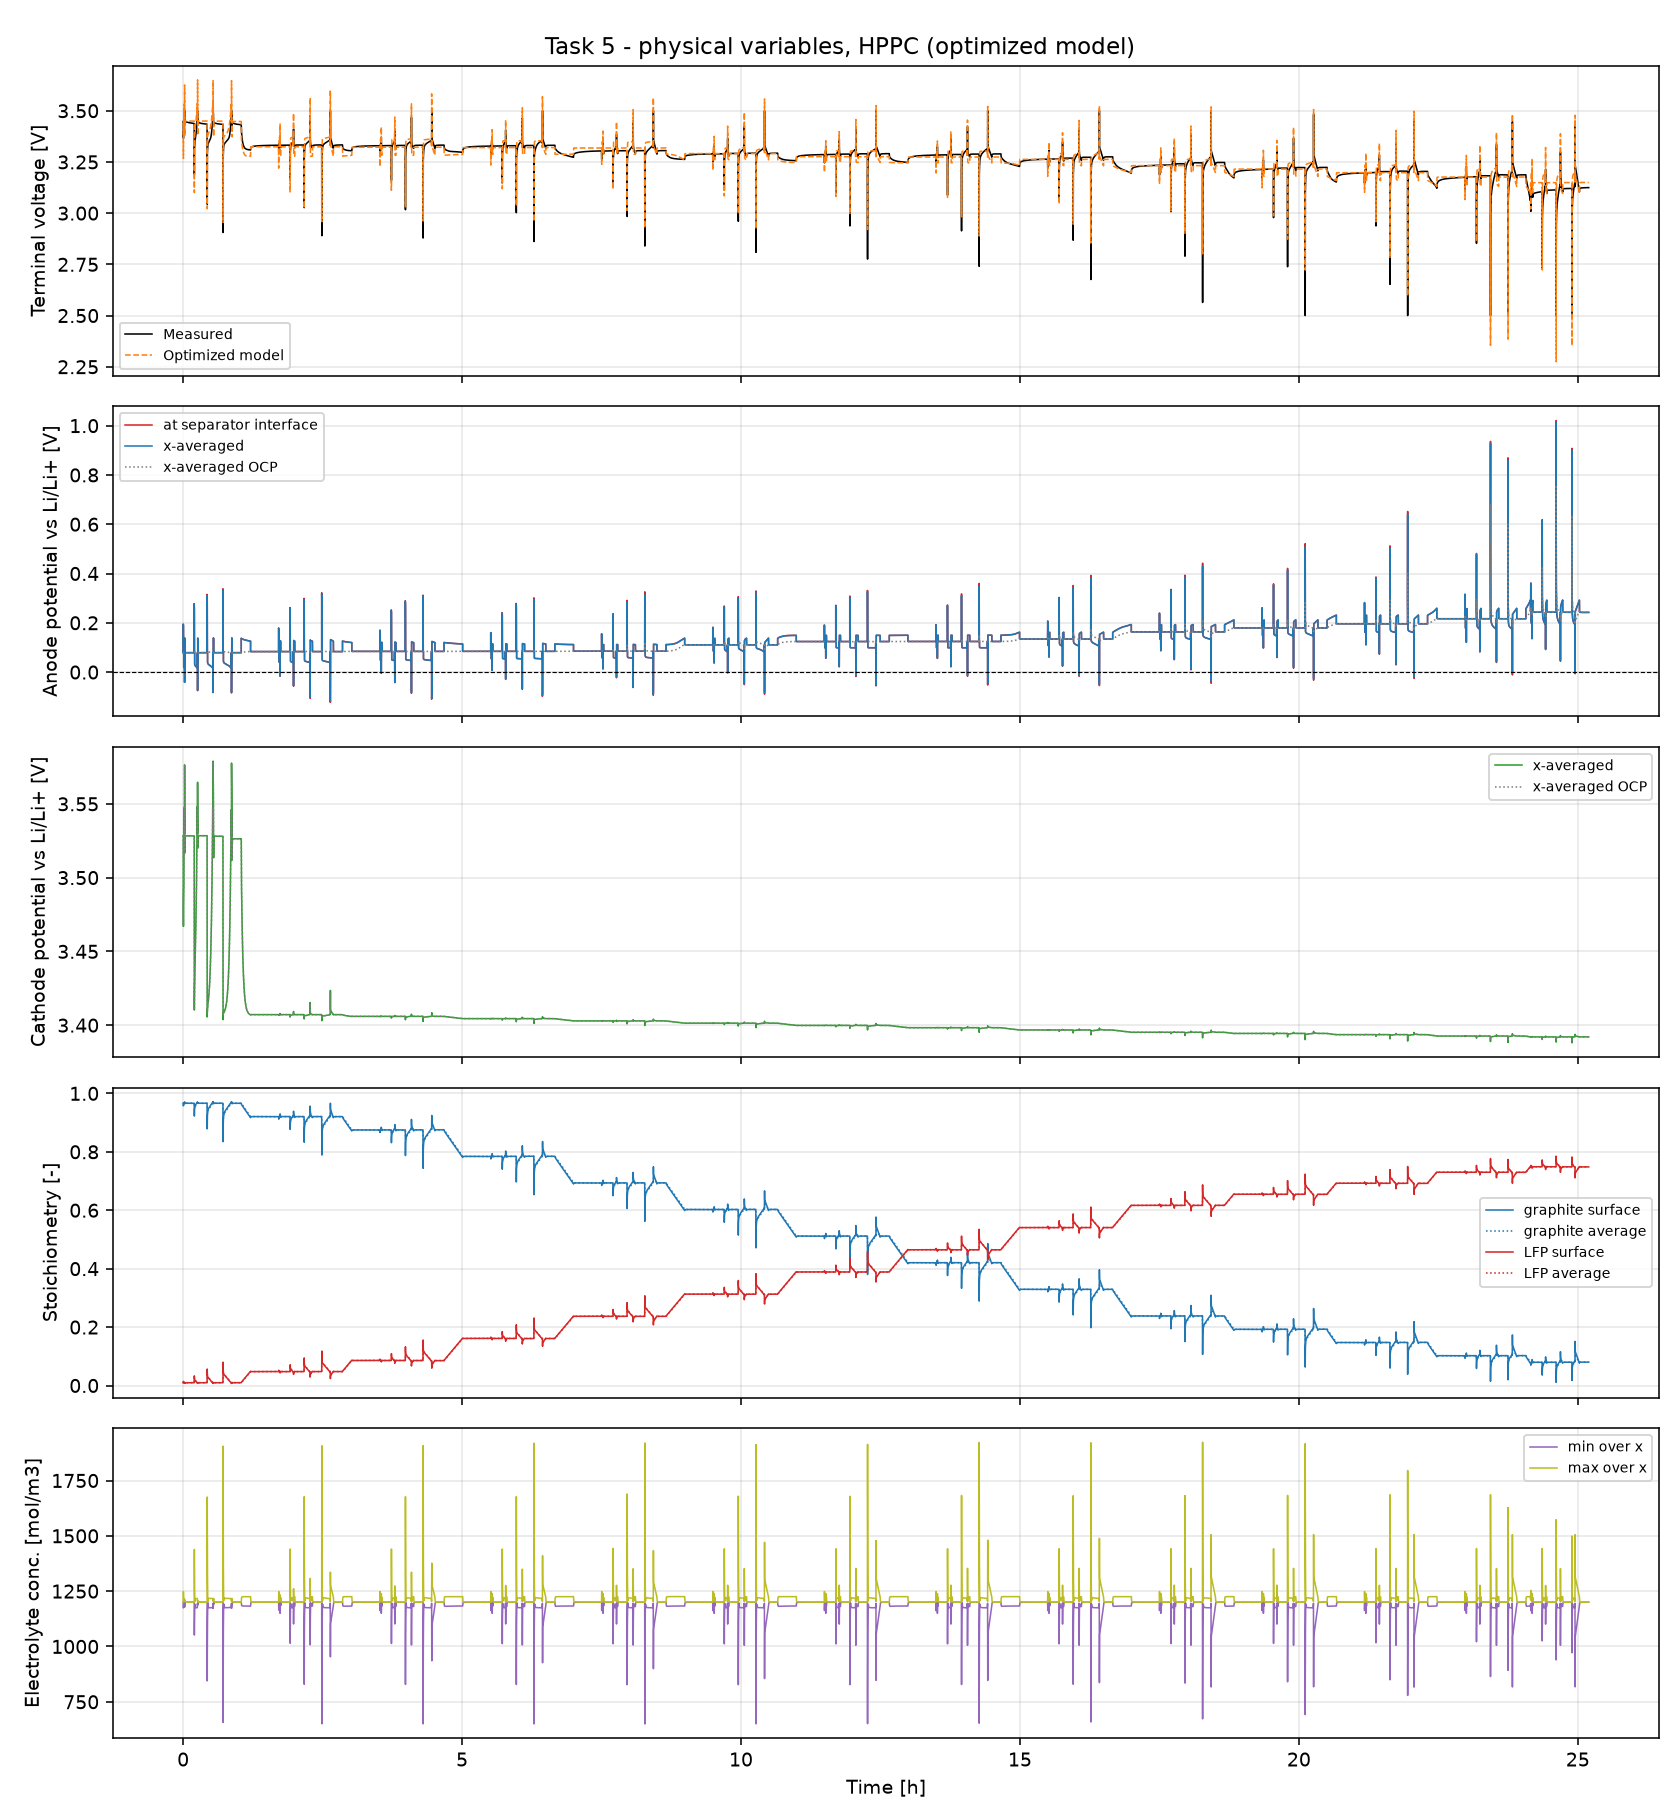 Task 5 - physical variables, HPPC (optimized model)
Terminal voltage [V]
3.50
3.25
3.00
2.75
2.50
2.25
Measured
Optimized model
Anode potential vs Li/Li+ [V]
1.0
0.8
0.6
0.4
0.2
0.0
at separator interface
x-averaged
x-averaged OCP
Cathode potential vs Li/Li+ [V]
3.55
3.50
3.45
3.40
x-averaged
x-averaged OCP
Stoichiometry [-]
1.0
0.8
0.6
0.4
0.2
0.0
graphite surface
graphite average
LFP surface
LFP average
Electrolyte conc. [mol/m3]
1750
1500
1250
1000
750
min over x
max over x
0 5 10 15 20 25
Time [h]